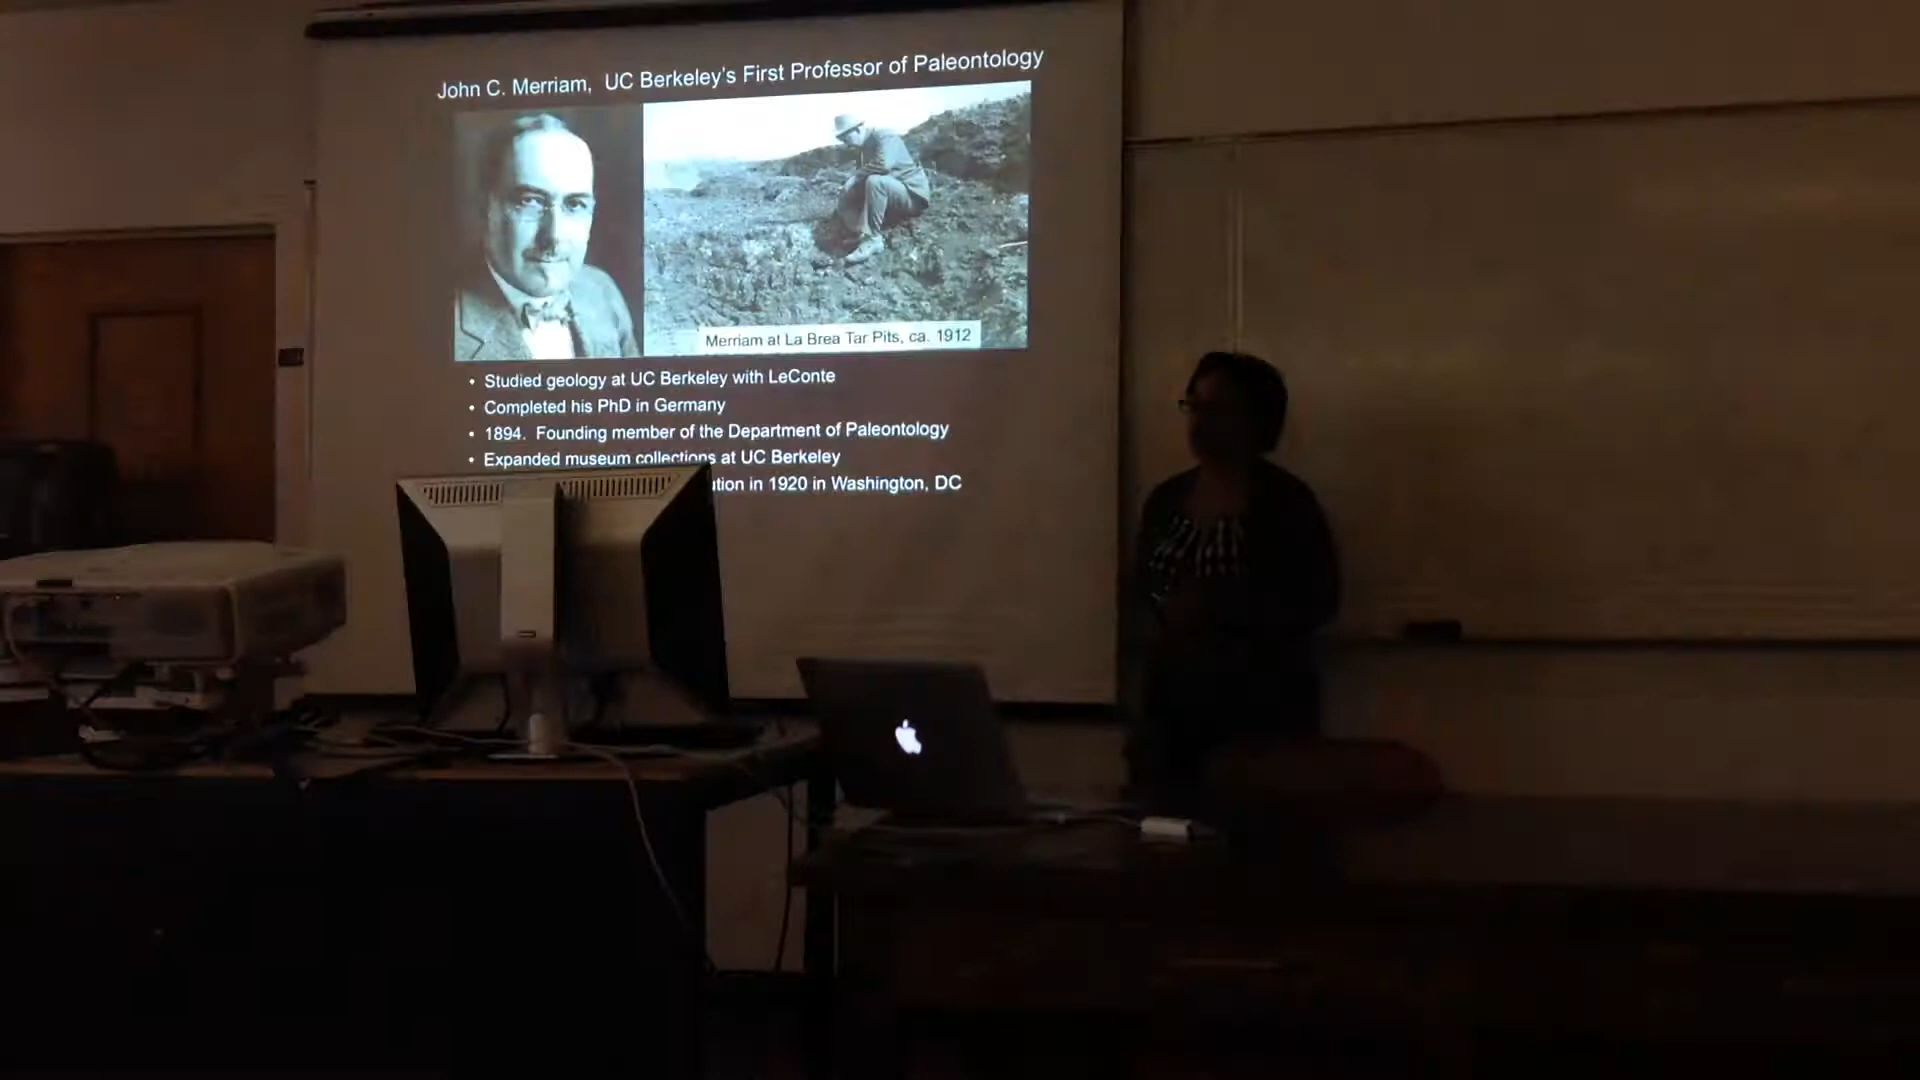 John C. Merriam, UC Berkeley's First Professor of Paleontology
Merriam at La Brea Tar Pits, ca. 1912
• Studied geology at UC Berkeley with LeConte
• Completed his PhD in Germany
• 1894. Founding member of the Department of Paleontology
• Expanded museum collections at UC Berkeley
in 1920 in Washington, DC